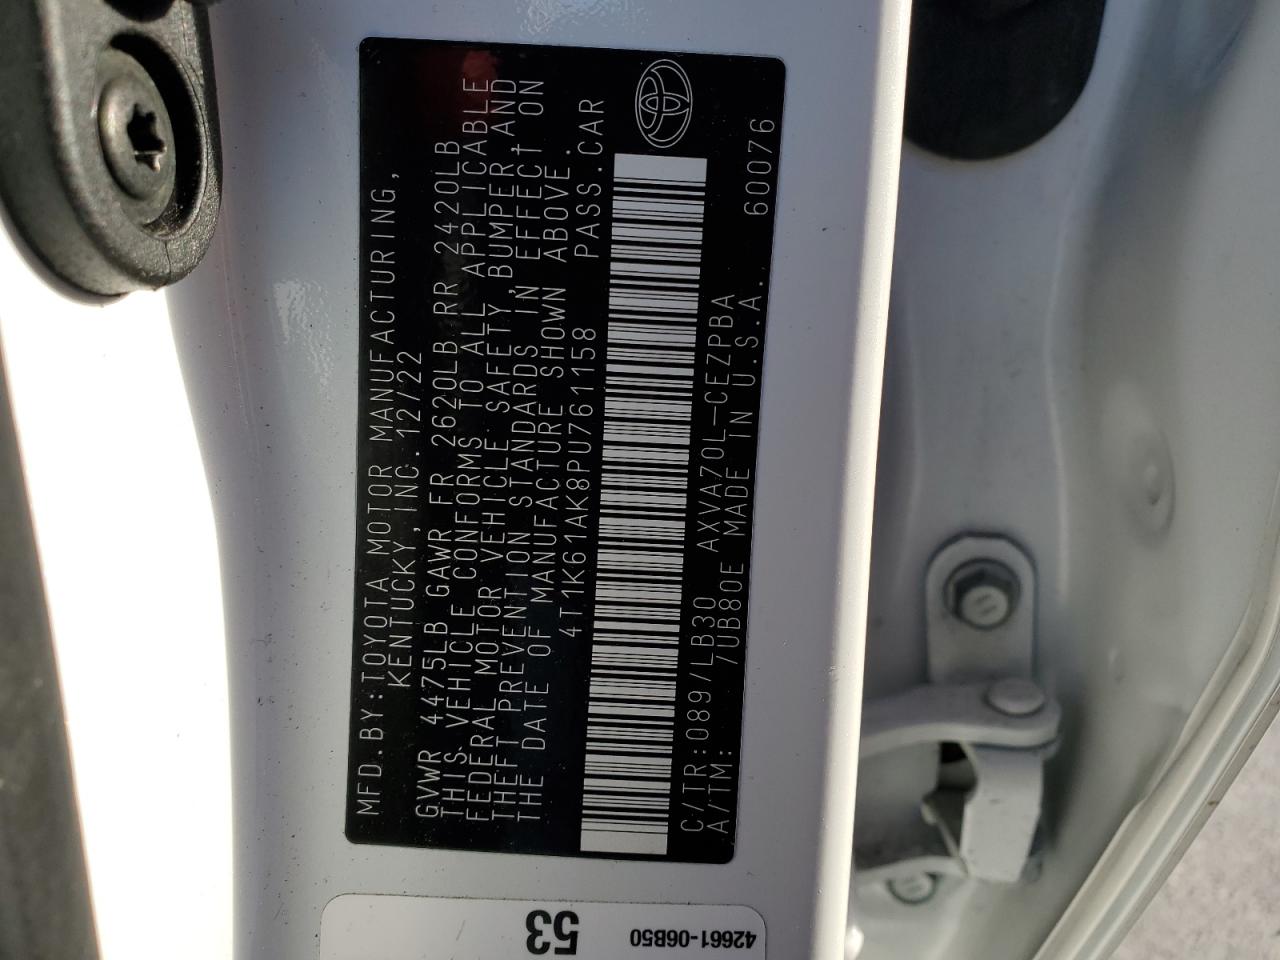 MFD.BY:TOYOTA MOTOR MANUFACTURING,
KENTUCKY, INC. 12/22
GVWR 4475LB GAWR FR 2620LB RR 2420LB
THIS VEHICLE CONFORMS TO ALL APPLICABLE
FEDERAL MOTOR VEHICLE SAFETY, BUMPER, AND
THEFT PREVENTION STANDARDS IN EFFECT ON
THE DATE OF MANUFACTURE SHOWN ABOVE.
4T1K61AK8PU761158 PASS.CAR
C/TR:089/LB30 AXVA70L-CEZPBA
A/TM: /UB80E MADE IN U.S.A. 60076
53
42661-06B50